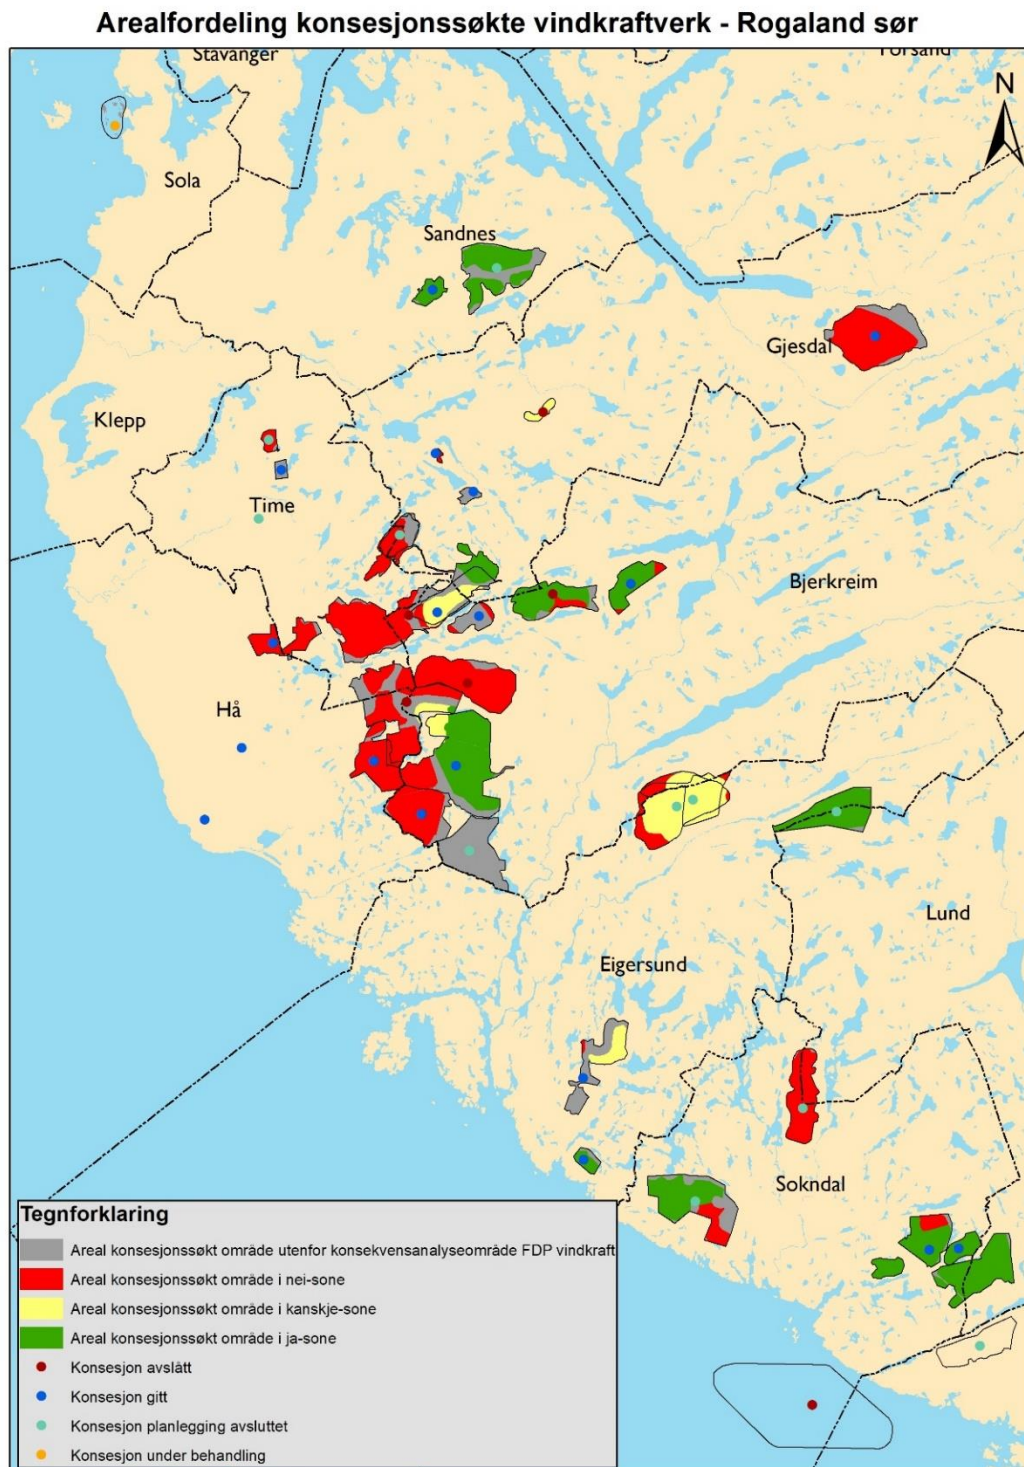 Arealfordeling konsesjonssøkte vindkraftverk - Rogaland sør
Stavanger
Forsand
N
Sola
Sandnes
Gjesdal
Klepp
Time
Bjerkreim
Hå
Lund
Eigersund
Sokndal
Tegnforklaring
Areal konsesjonssøkt område utenfor konsekvensanalyseområde FDP vindkraft
Areal konsesjonssøkt område i nei-sone
Areal konsesjonssøkt område i kanskje-sone
Areal konsesjonssøkt område i ja-sone
Konsesjon avslått
Konsesjon gitt
Konsesjon planlegging avsluttet
Konsesjon under behandling